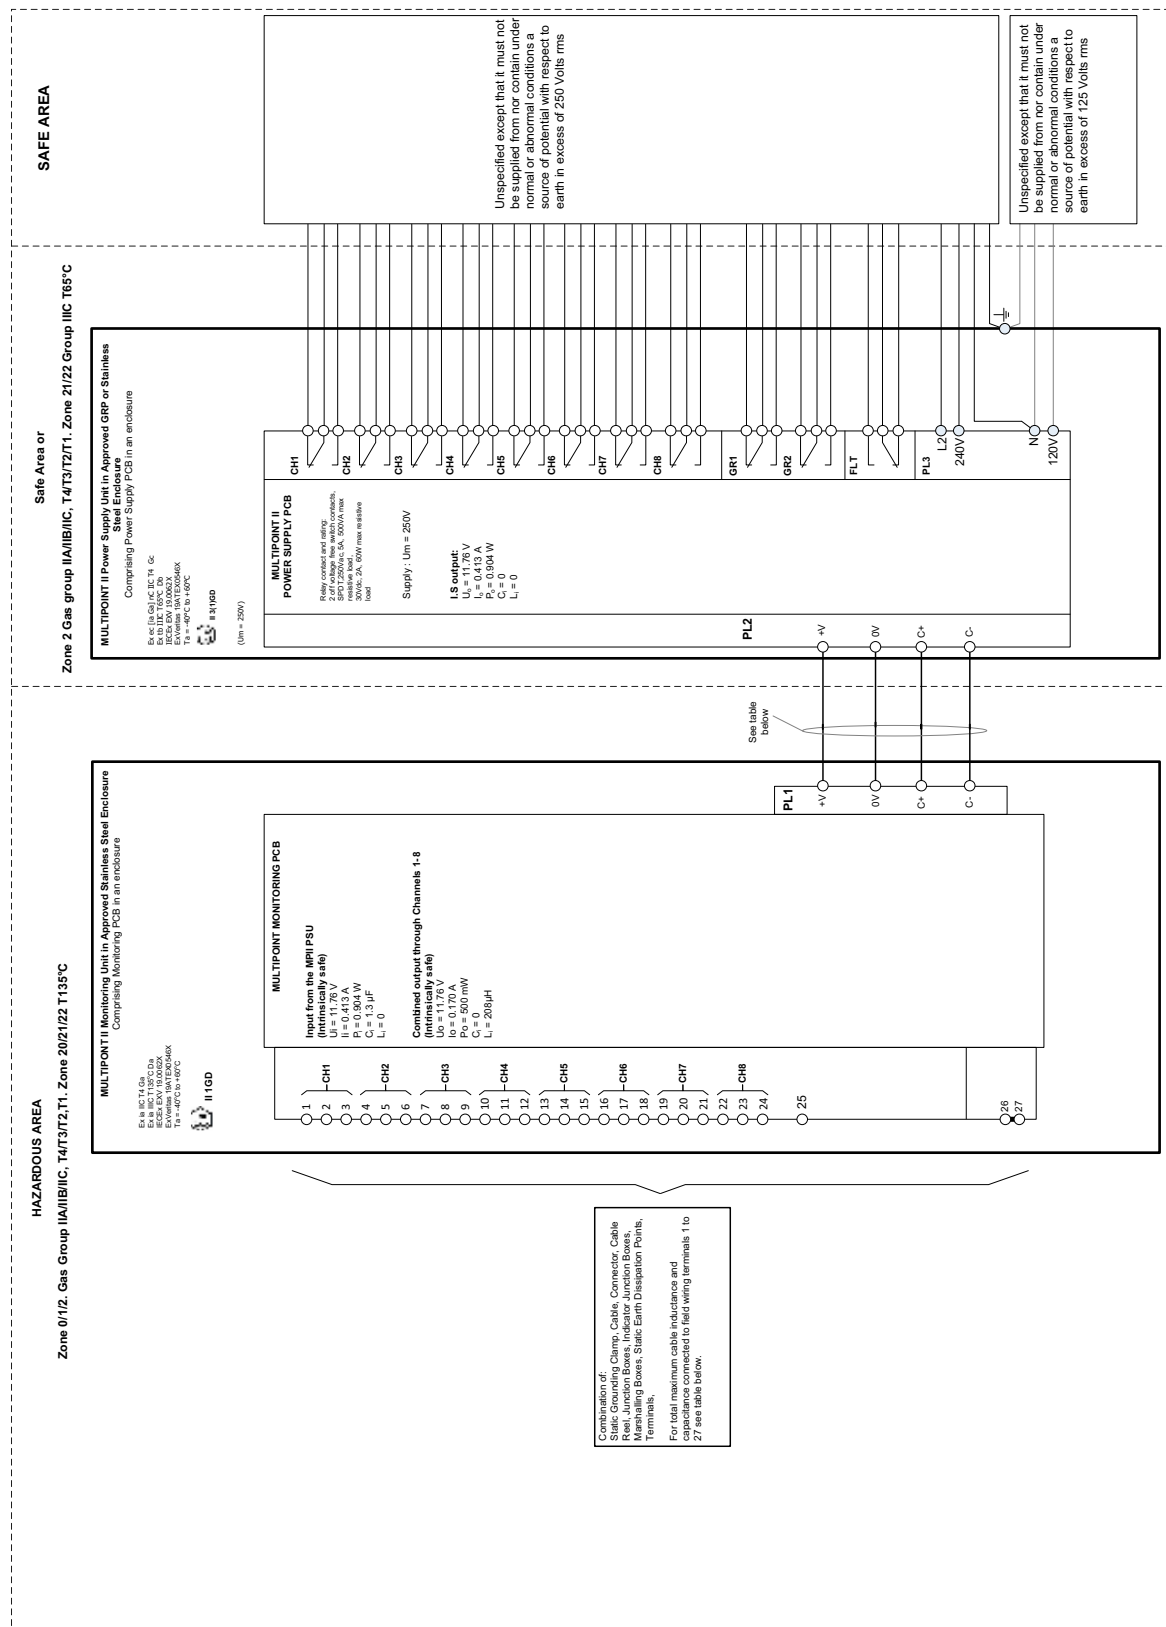 HAZARDOUS AREA
Zone 0/1/2. Gas Group IIA/IIB/IIC, T4/T3/T2,T1. Zone 20/21/22 T135°C
Safe Area or
Zone 2 Gas group IIA/IIB/IIC, T4/T3/T2/T1. Zone 21/22 Group IIIC T65°C
SAFE AREA
MULTIPONT II Monitoring Unit in Approved Stainless Steel Enclosure
Comprising Monitoring PCB in an enclosure
Ex ia IIC T4 Ga
Ex ia IIIC T135°C Da
IECEx EXV 19.0062X
ExVeritas 19ATEX0546X
Ta = -40°C to +60°C
II 1GD
MULTIPOINT MONITORING PCB
Input from the MPII PSU
(Intrinsically safe)
Ui = 11.76 V
Ii = 0.413 A
Pi = 0.904 W
Ci = 1.3 µF
Li = 0
Combined output through Channels 1-8
(Intrinsically safe)
Uo = 11.76 V
Io = 0.170 A
Po = 500 mW
Ci = 0
Li = 208µH
1
2
3
CH1
4
5
6
CH2
7
8
9
CH3
10
11
12
CH4
13
14
15
CH5
16
17
18
CH6
19
20
21
CH7
22
23
24
CH8
25
26
27
PL1
+V
0V
C+
C-
Combination of:
Static Grounding Clamp, Cable, Connector, Cable
Reel, Junction Boxes, Indicator Junction Boxes,
Marshalling Boxes, Static Earth Dissipation Points,
Terminals,
For total maximum cable inductance and
capacitance connected to field wiring terminals 1 to
27 see table below.
See table
below
MULTIPOINT II Power Supply Unit in Approved GRP or Stainless
Steel Enclosure
Comprising Power Supply PCB in an enclosure
Ex ec [ia Ga] nC IIC T4 Gc
Ex tb IIIC T65°C Db
IECEx EXV 19.0062X
ExVeritas 19ATEX0546X
Ta = -40°C to +60°C
II 3(1)GD
(Um = 250V)
MULTIPOINT II
POWER SUPPLY PCB
Relay contact and rating:
2 off voltage free switch contacts,
SPDT 250Vac, 5A, 500VA max
resistive load,
30Vdc, 2A, 60W max resistive
load
Supply : Um = 250V
I.S output:
Uo = 11.76 V
Io = 0.413 A
Po = 0.904 W
Ci = 0
Li = 0
PL2
+V
0V
C+
C-
CH1
CH2
CH3
CH4
CH5
CH6
CH7
CH8
GR1
GR2
FLT
PL3
L2
240V
N
120V
Unspecified except that it must not
be supplied from nor contain under
normal or abnormal conditions a
source of potential with respect to
earth in excess of 250 Volts rms
Unspecified except that it must not
be supplied from nor contain under
normal or abnormal conditions a
source of potential with respect to
earth in excess of 125 Volts rms